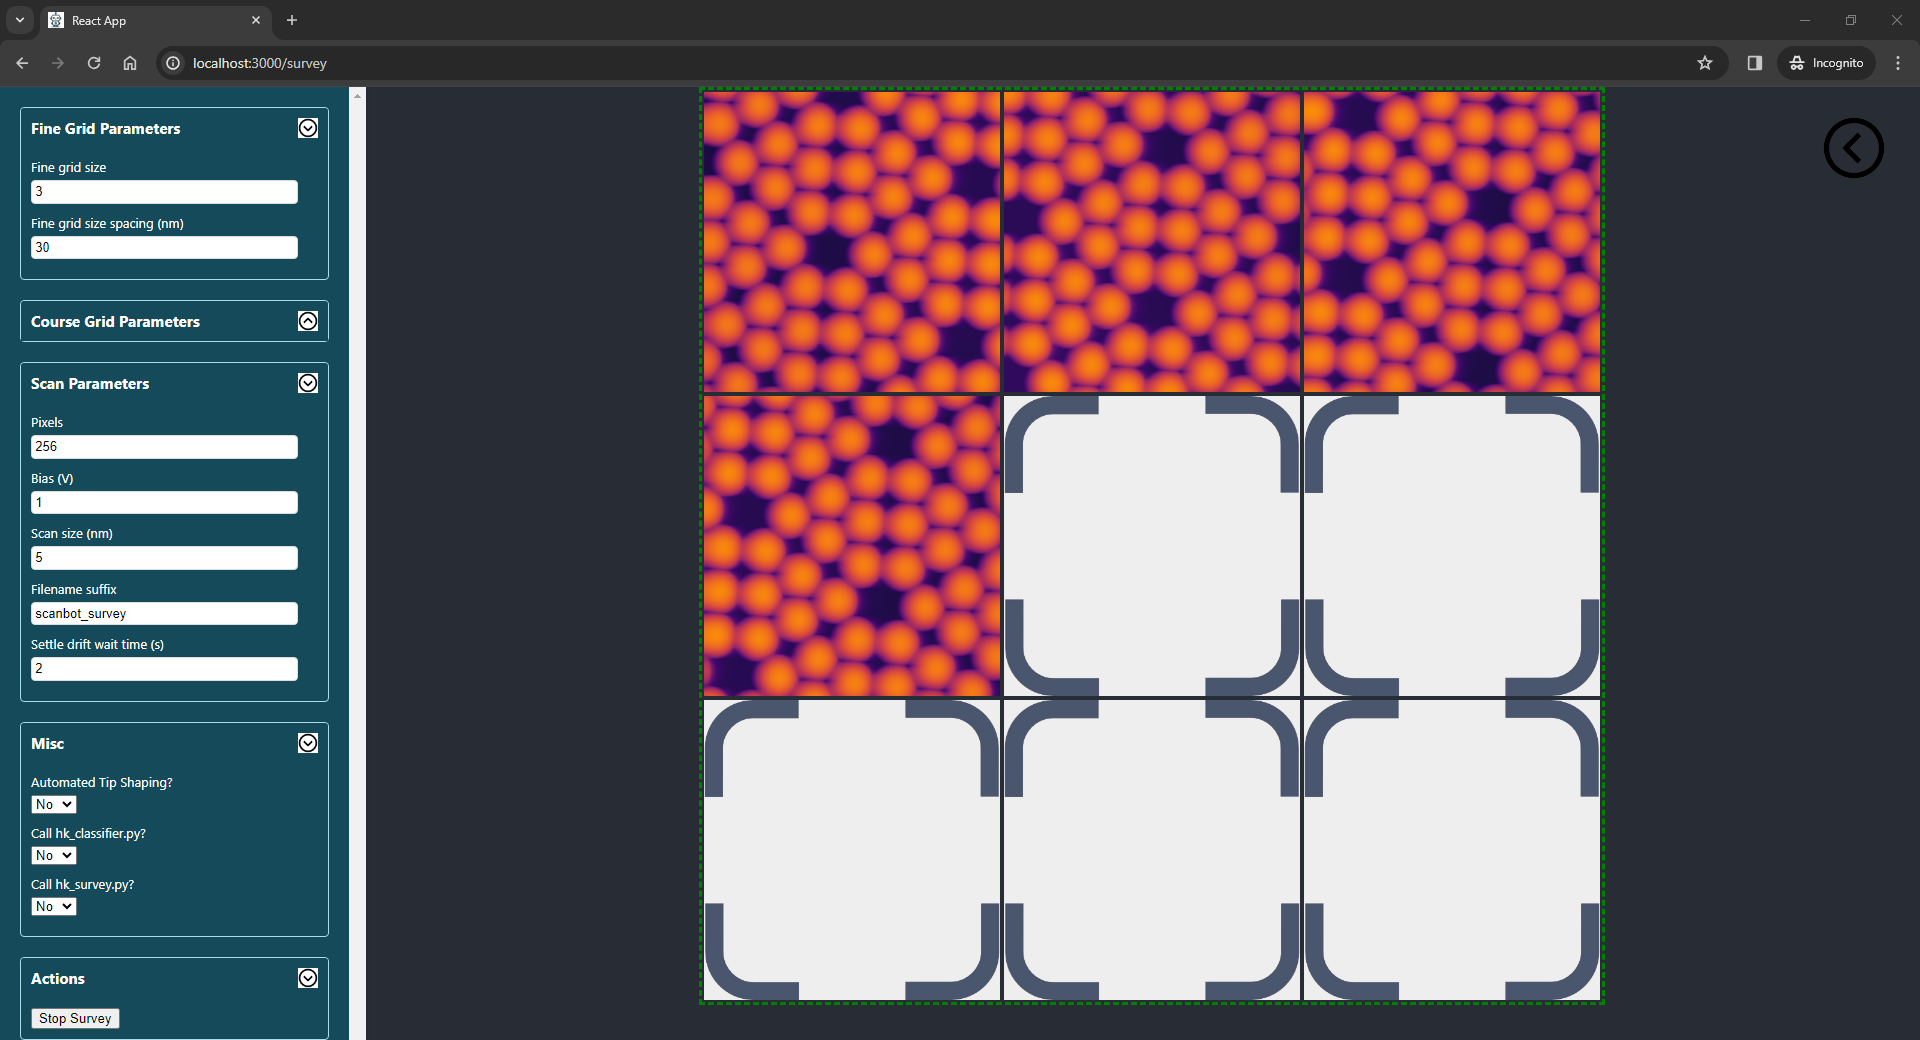 React App
localhost:3000/survey
Incognito
Fine Grid Parameters
Fine grid size
3
Fine grid size spacing (nm)
30
Course Grid Parameters
Scan Parameters
Pixels
256
Bias (V)
1
Scan size (nm)
5
Filename suffix
scanbot_survey
Settle drift wait time (s)
2
Misc
Automated Tip Shaping?
No
Call hk_classifier.py?
No
Call hk_survey.py?
No
Actions
Stop Survey